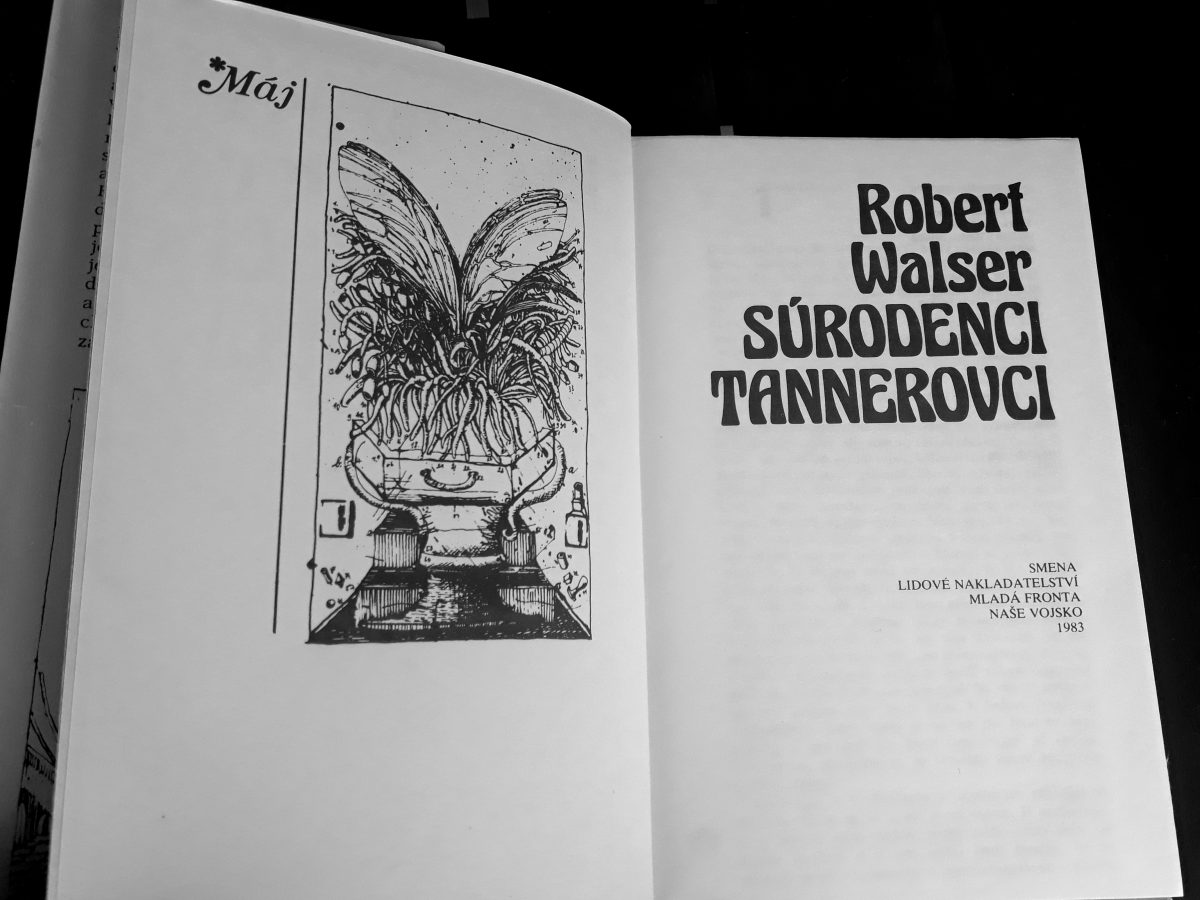 *Máj
Robert
Walser
SÚRODENCI
TANNEROVCI
SMENA
LIDOVÉ NAKLADATELSTVÍ
MLADÁ FRONTA
NAŠE VOJSKO
1983